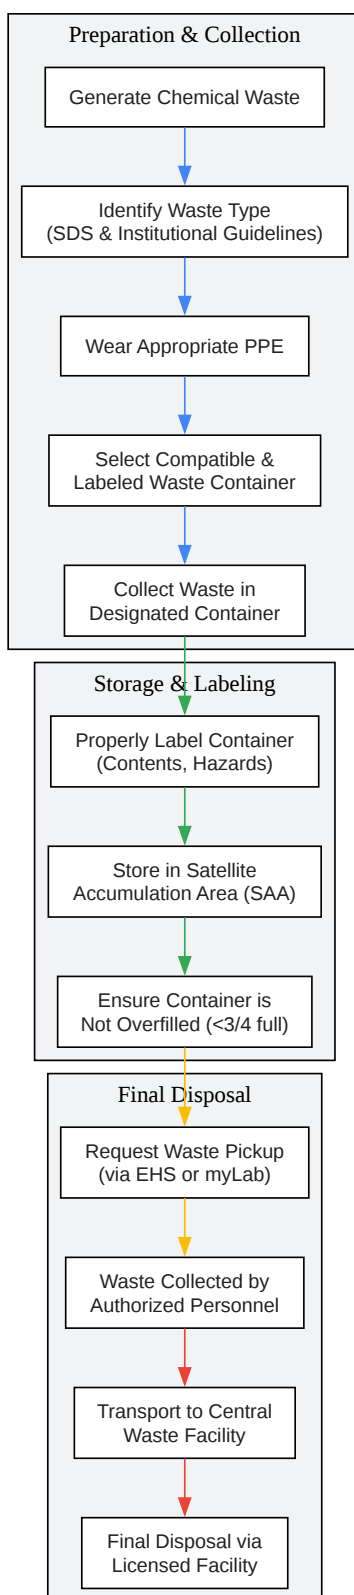 Preparation & Collection
Generate Chemical Waste
Identify Waste Type
(SDS & Institutional Guidelines)
Wear Appropriate PPE
Select Compatible &
Labeled Waste Container
Collect Waste in
Designated Container
Storage & Labeling
Properly Label Container
(Contents, Hazards)
Store in Satellite
Accumulation Area (SAA)
Ensure Container is
Not Overfilled (<3/4 full)
Final Disposal
Request Waste Pickup
(via EHS or myLab)
Waste Collected by
Authorized Personnel
Transport to Central
Waste Facility
Final Disposal via
Licensed Facility